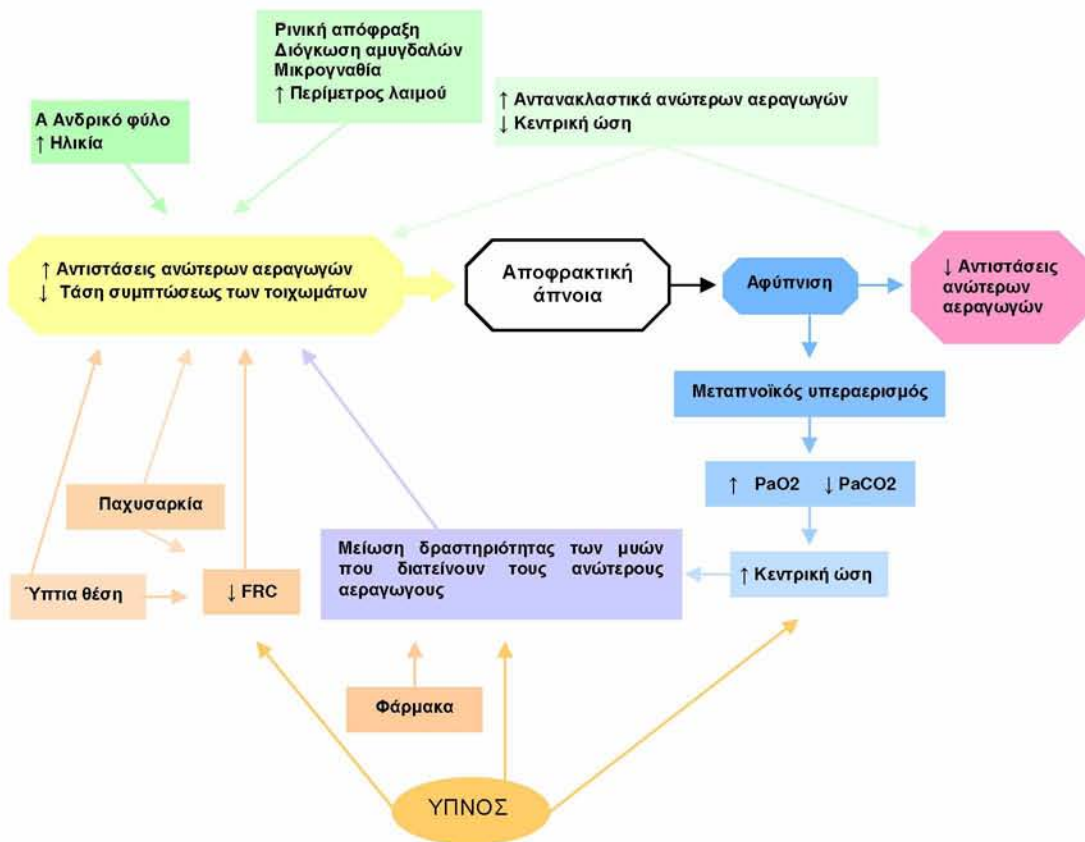 Ρινική απόφραξη
Διόγκωση αμυγδαλών
Μικρογναθία
↑ Περίμετρος λαιμού
↑ Αντανακλαστικά ανώτερων αεραγωγών
↓ Κεντρική ώση
Α Ανδρικό φύλο
↑ Ηλικία
↑ Αντιστάσεις ανώτερων αεραγωγών
↓ Τάση συμπτώσεως των τοιχωμάτων
Αποφρακτική
άπνοια
Αφύπνιση
↓ Αντιστάσεις
ανώτερων
αεραγωγών
Μεταπνοϊκός υπεραερισμός
↑ PaO2 ↓ PaCO2
Παχυσαρκία
Μείωση δραστηριότητας των μυών
που διατείνουν τους ανώτερους
αεραγωγους
↑ Κεντρική ώση
Ύπτια θέση
↓ FRC
Φάρμακα
ΥΠΝΟΣ